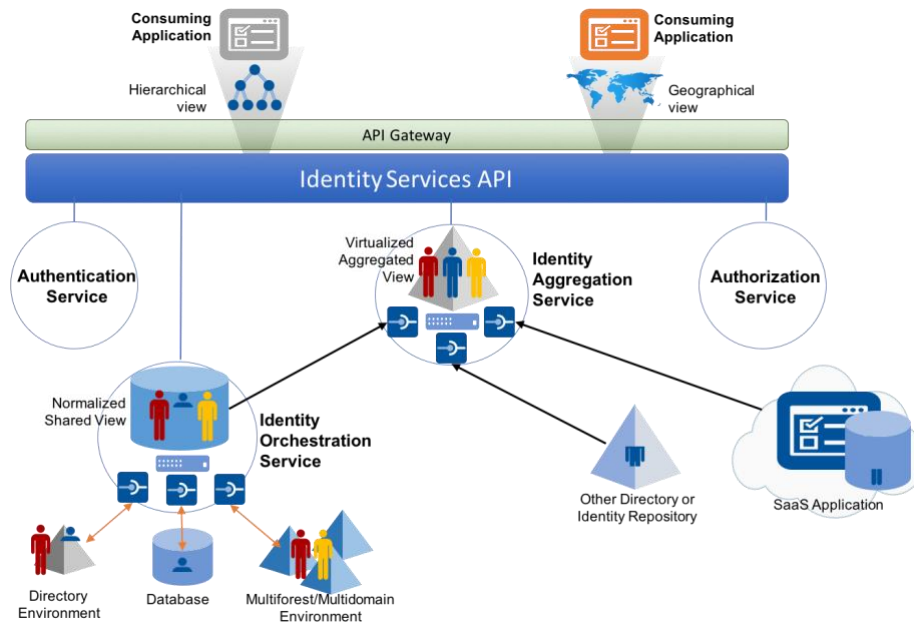 Consuming
Application
Hierarchical
view
Consuming
Application
Geographical
view
API Gateway
Identity Services API
Authentication
Service
Virtualized
Aggregated
View
Identity
Aggregation
Service
Authorization
Service
Normalized
Shared View
Identity
Orchestration
Service
Other Directory or
Identity Repository
SaaS Application
Directory
Environment
Database
Multiforest/Multidomain
Environment